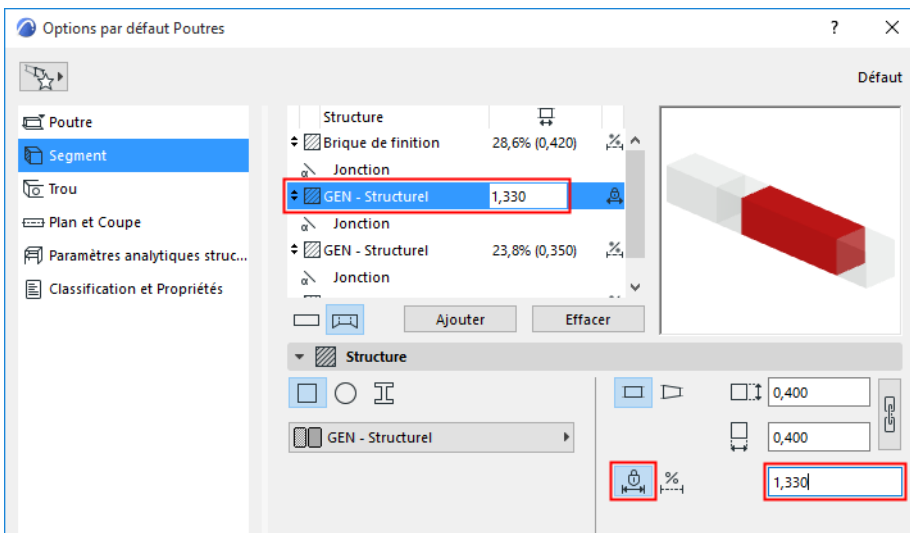 Options par défaut Poutres ?
Défaut
Poutre
Segment
Trou
Plan et Coupe
Paramètres analytiques struc...
Classification et Propriétés
Structure
Brique de finition 28,6% (0,420)
Jonction
GEN - Structurel 1,330
Jonction
GEN - Structurel 23,8% (0,350)
Jonction
Ajouter Effacer
Structure
0,400
GEN - Structurel 0,400
% 1,330